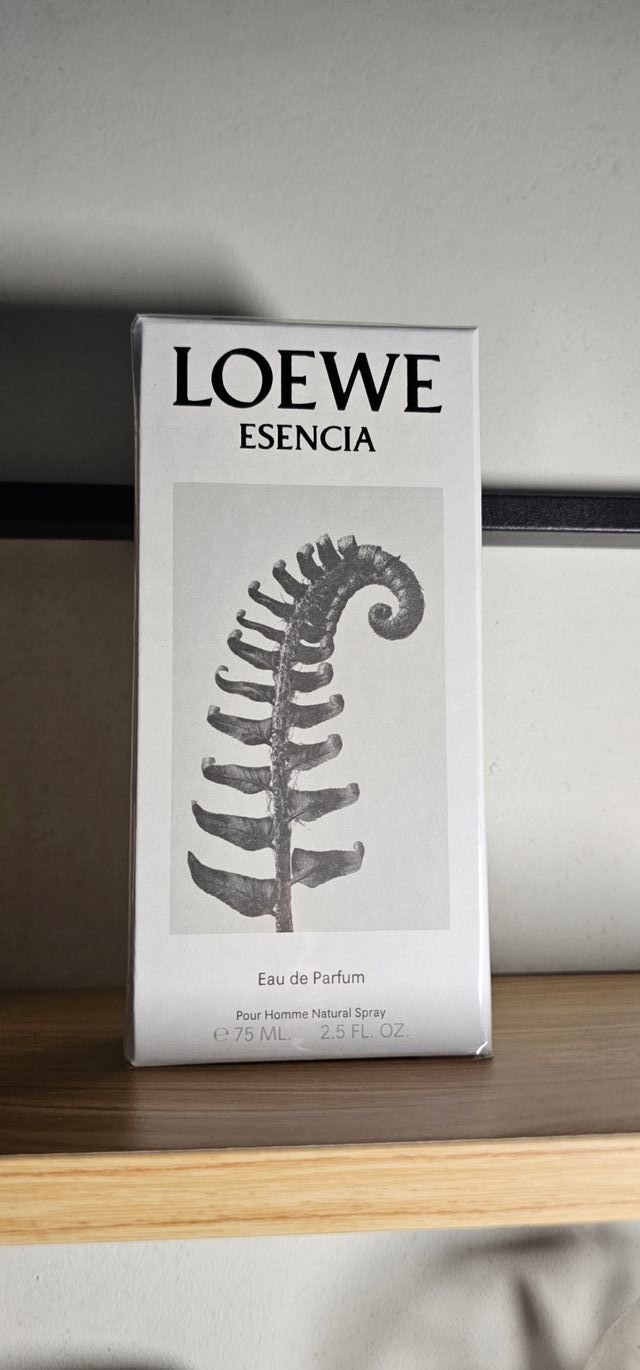 LOEWE
ESENCIA
Eau de Parfum
Pour Homme Natural Spray
℮ 75 ML. 2.5 FL. OZ.